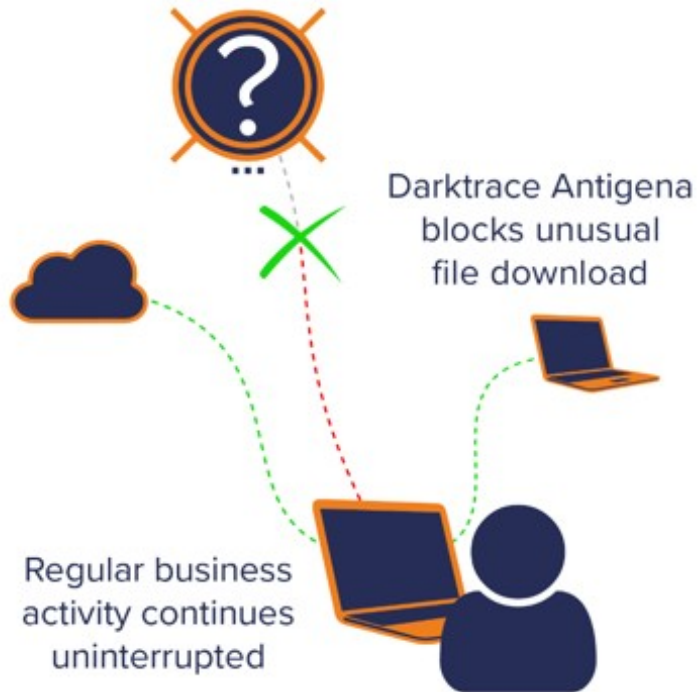 ?
Darktrace Antigena
blocks unusual
file download
Regular business
activity continues
uninterrupted